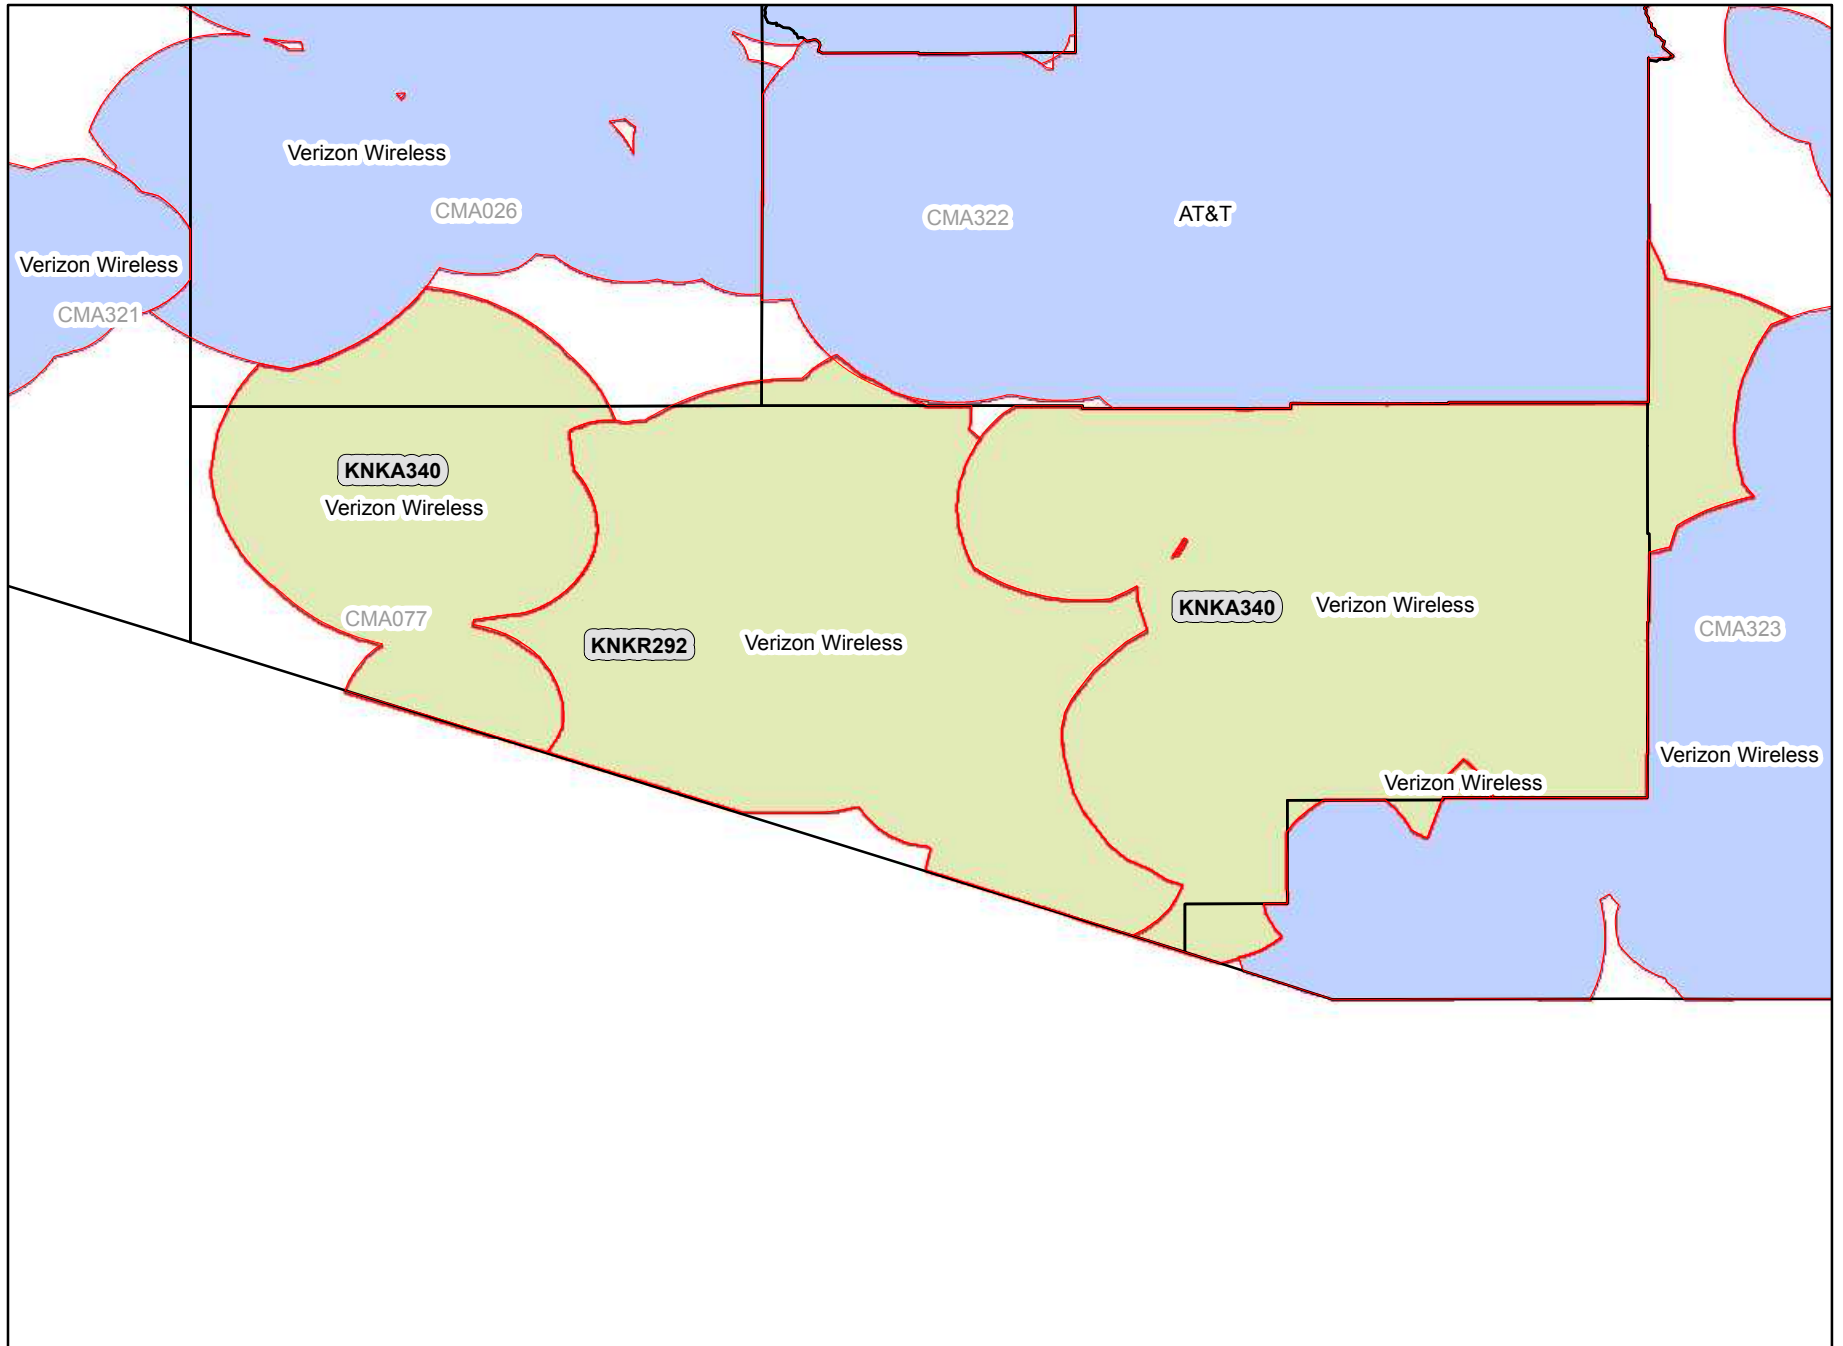 Verizon Wireless
CMA026
CMA322
AT&T
Verizon Wireless
CMA321
KNKA340
Verizon Wireless
CMA077
KNKR292
Verizon Wireless
KNKA340
Verizon Wireless
CMA323
Verizon Wireless
Verizon Wireless